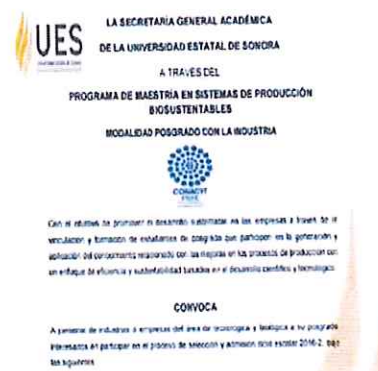 UES
LA SECRETARÍA GENERAL ACADÉMICA
DE LA UNIVERSIDAD ESTATAL DE SONORA
A TRAVÉS DEL
PROGRAMA DE MAESTRÍA EN SISTEMAS DE PRODUCCIÓN
BIOSUSTENTABLES
MODALIDAD POSGRADO CON LA INDUSTRIA
CONACYT
Con el objetivo de promover el desarrollo sustentado en las empresas a través de la
vinculación y formación de estudiantes de posgrado que participen en la generación y
aplicación del conocimiento relacionado con las mejoras en los procesos de producción con
un enfoque de eficiencia y sustentabilidad basados en el desarrollo científico y tecnológico.
CONVOCA
A personal de industrias o empresas del área de tecnológica y biológica a su posgrado
interesados en participar en el proceso de selección y admisión ciclo escolar 2016-2, bajo
las siguientes